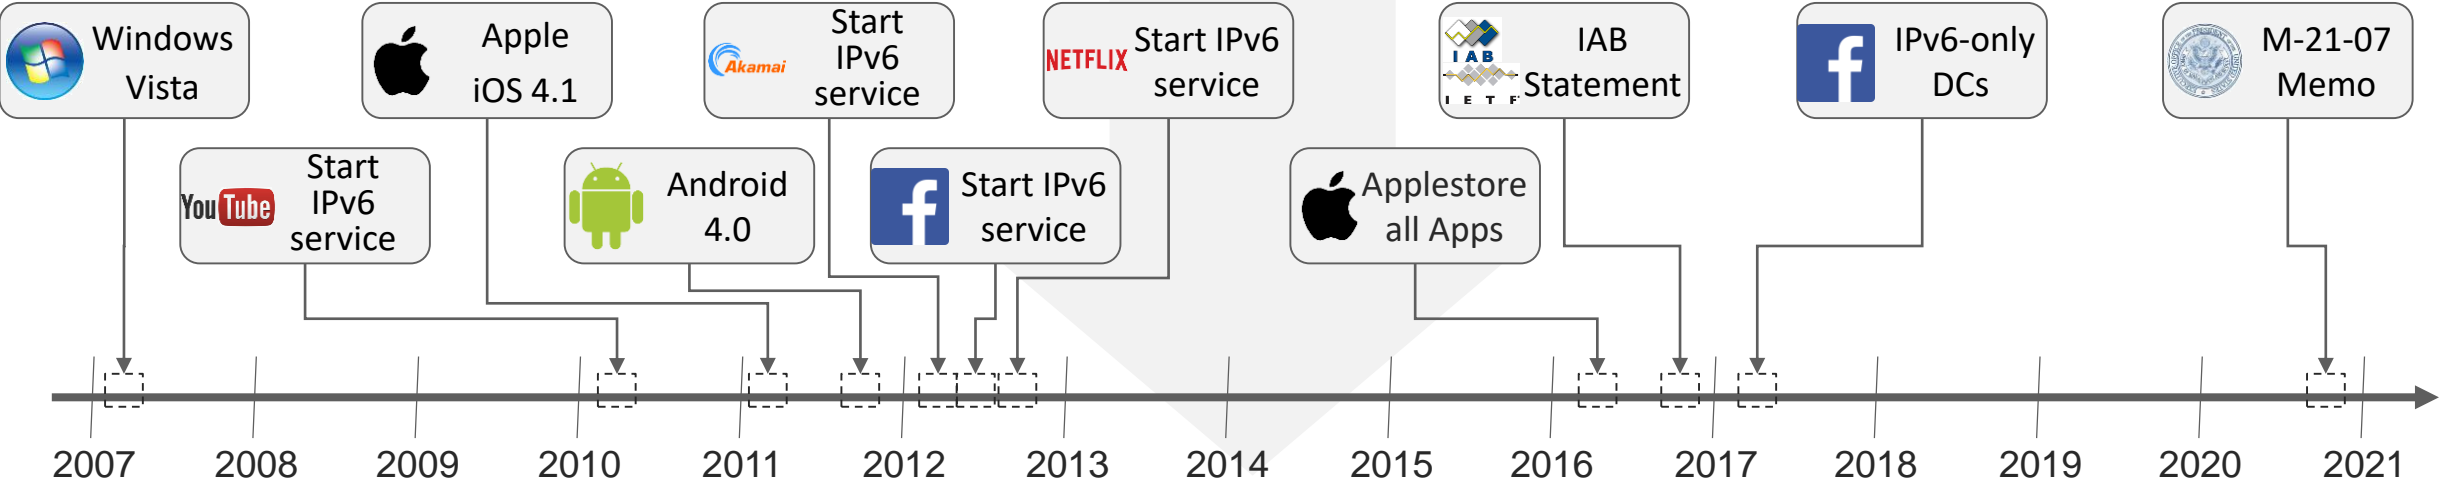 Windows
Vista
Apple
iOS 4.1
Akamai
Start
IPv6
service
NETFLIX
Start IPv6
service
IAB
IETF
IAB
Statement
f
IPv6-only
DCs
M-21-07
Memo
YouTube
Start
IPv6
service
Android
4.0
f
Start IPv6
service
Applestore
all Apps
2007
2008
2009
2010
2011
2012
2013
2014
2015
2016
2017
2018
2019
2020
2021